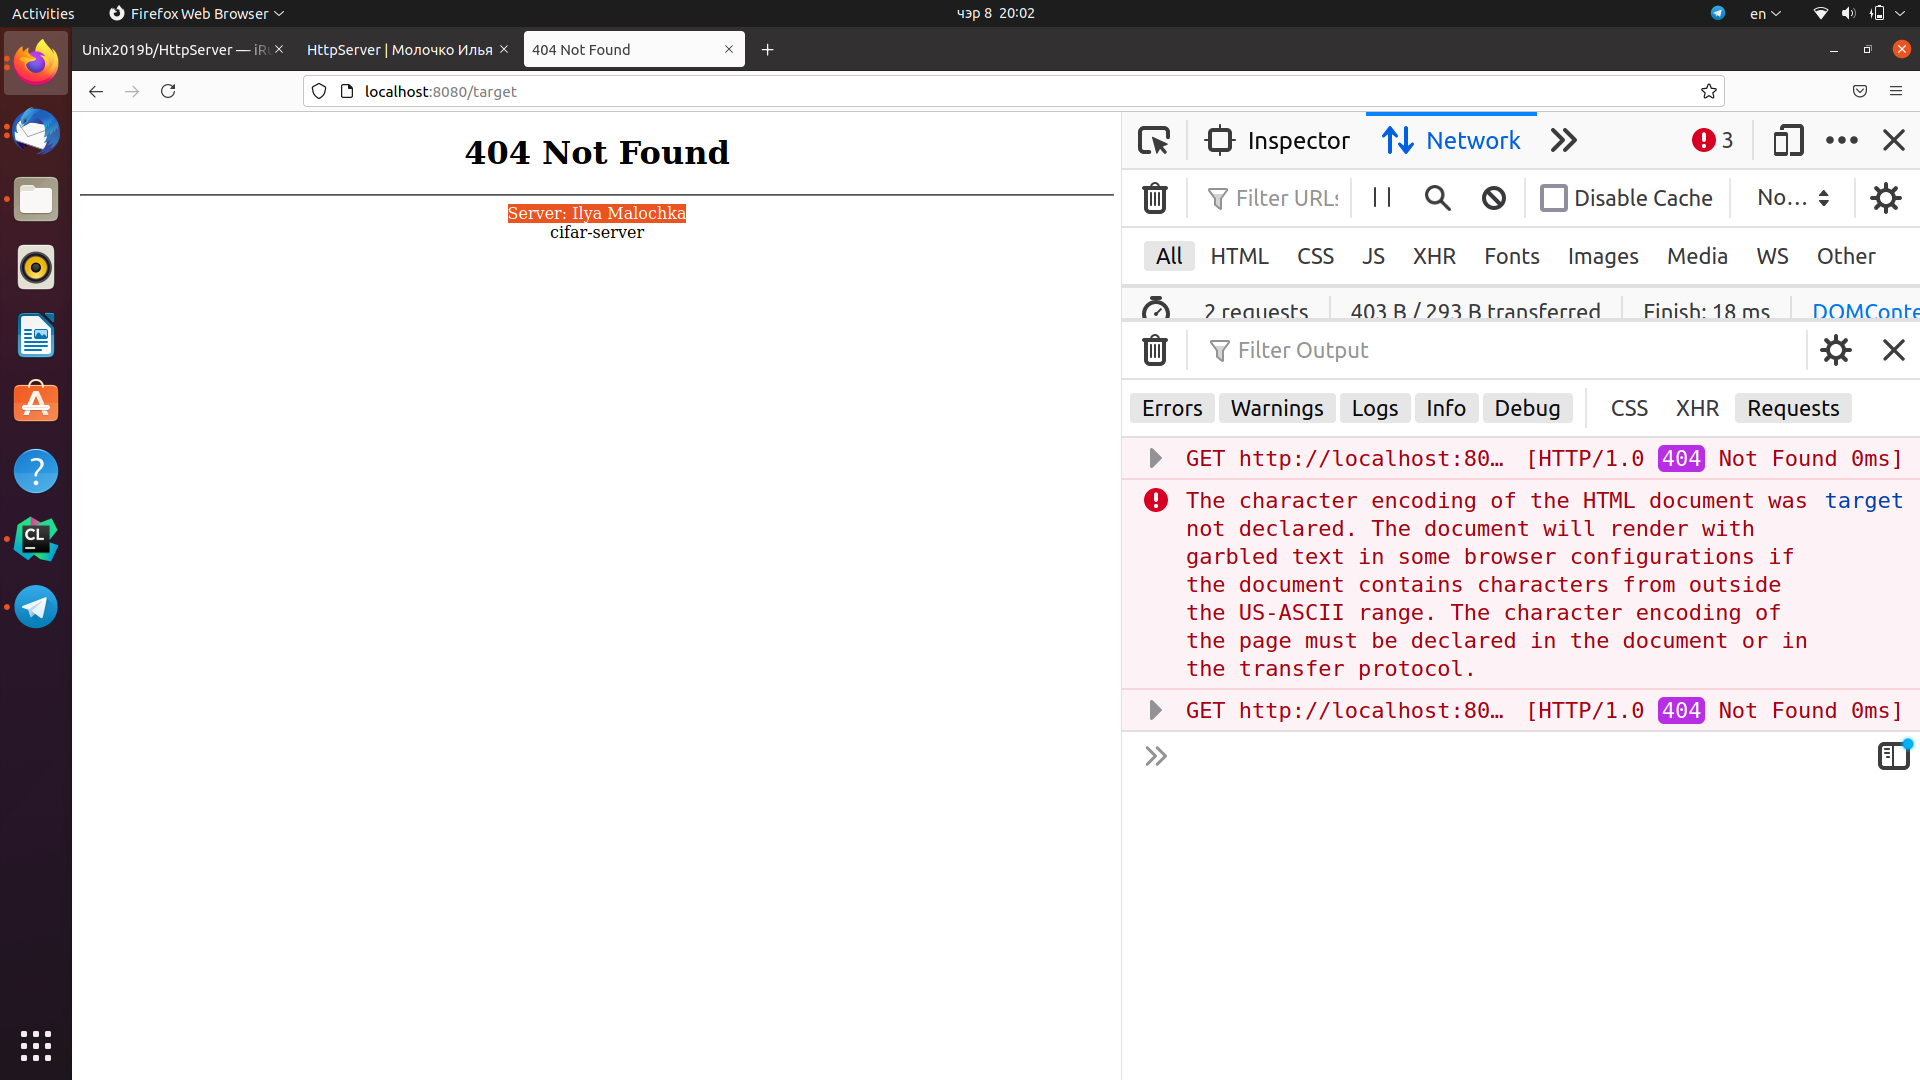 Activities
Firefox Web Browser
чэр 8 20:02
en
Unix2019b/HttpServer — iRu
HttpServer | Молочко Илья
404 Not Found
localhost:8080/target
404 Not Found
Server: Ilya Malochka
cifar-server
Inspector
Network
3
Filter URLs
Disable Cache
No...
All
HTML
CSS
JS
XHR
Fonts
Images
Media
WS
Other
2 requests
403 B / 293 B transferred
Finish: 18 ms
DOMConte
Filter Output
Errors
Warnings
Logs
Info
Debug
CSS
XHR
Requests
GET http://localhost:80… [HTTP/1.0 404 Not Found 0ms]
The character encoding of the HTML document was target
not declared. The document will render with
garbled text in some browser configurations if
the document contains characters from outside
the US-ASCII range. The character encoding of
the page must be declared in the document or in
the transfer protocol.
GET http://localhost:80… [HTTP/1.0 404 Not Found 0ms]
CL